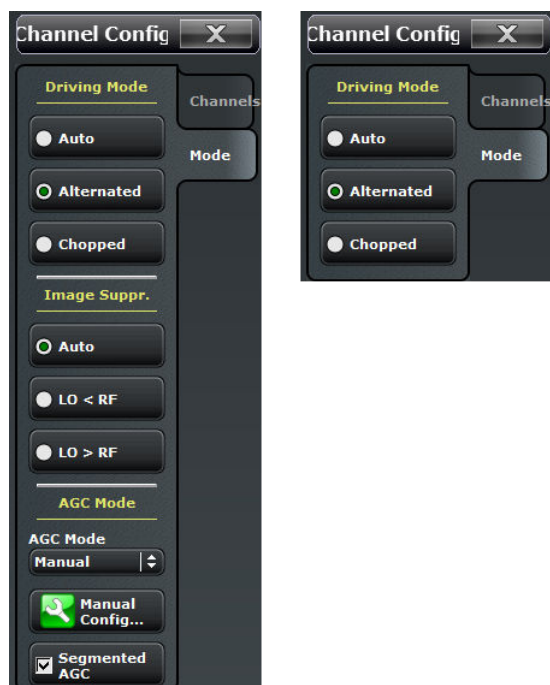 Channel Config X
Driving Mode
Channels
Auto
Mode
Alternated
Chopped
Image Suppr.
Auto
LO < RF
LO > RF
AGC Mode
AGC Mode
Manual
Manual
Config...
Segmented
AGC
Channel Config X
Driving Mode
Channels
Auto
Mode
Alternated
Chopped